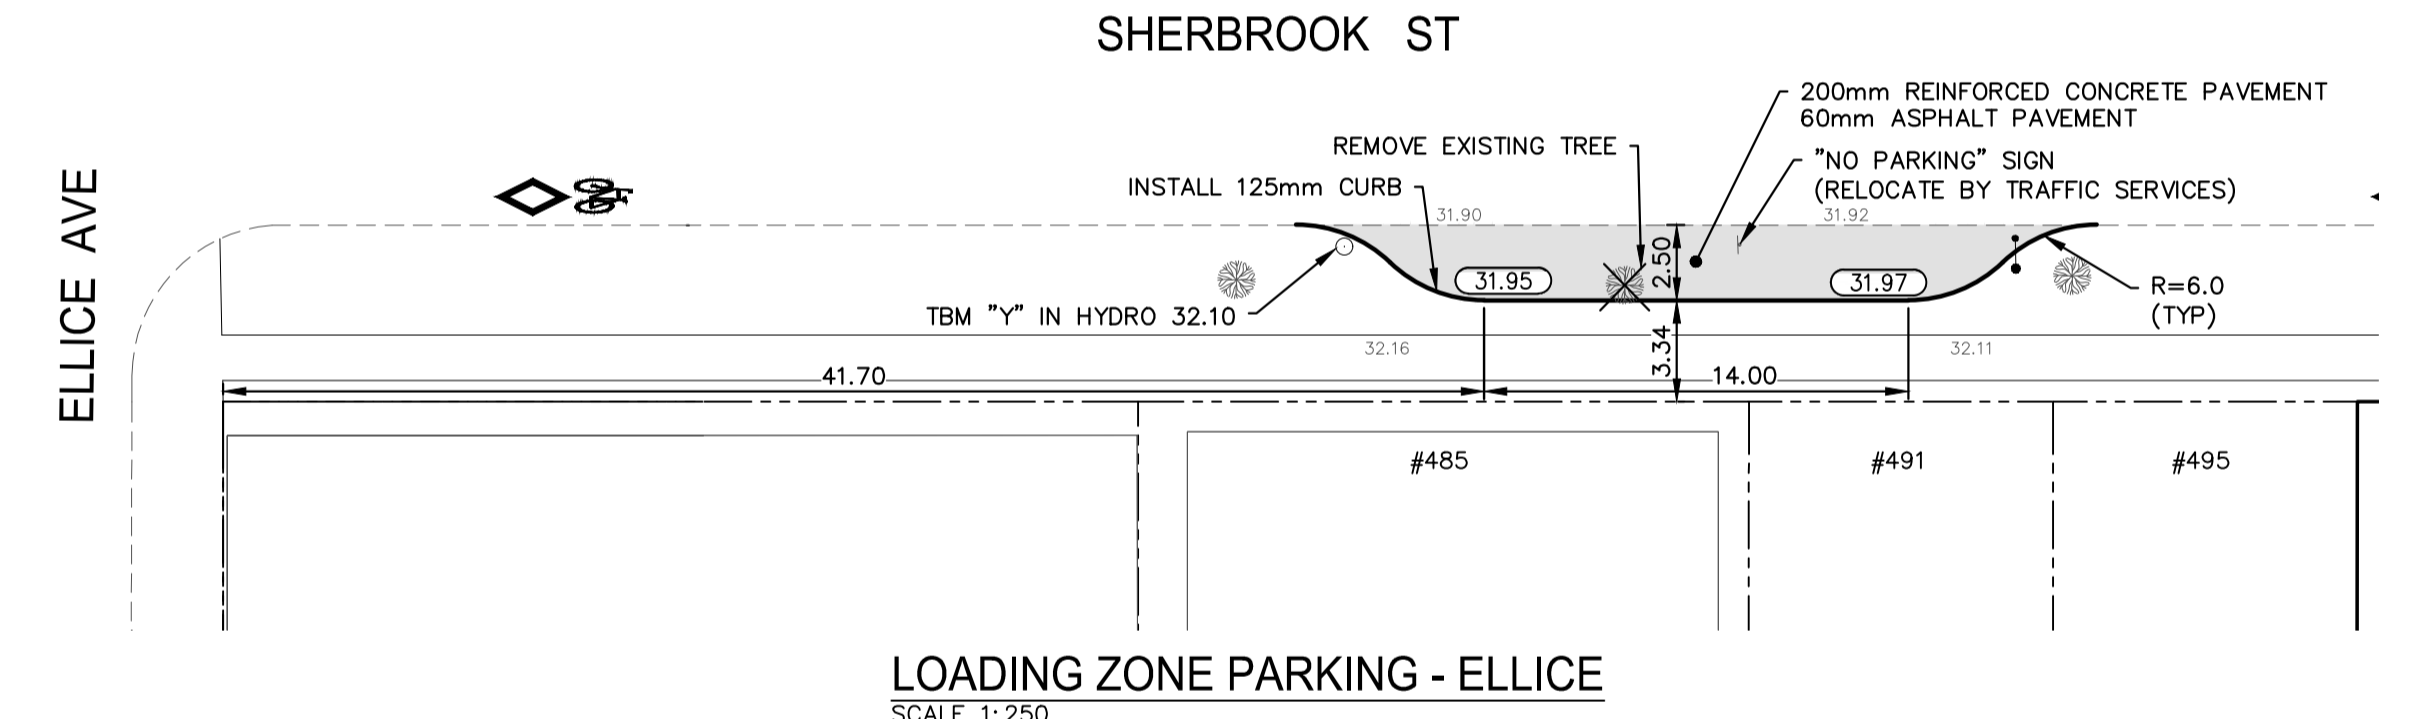 SHERBROOK ST
ELLICE AVE
200mm REINFORCED CONCRETE PAVEMENT
60mm ASPHALT PAVEMENT
REMOVE EXISTING TREE
"NO PARKING" SIGN
(RELOCATE BY TRAFFIC SERVICES)
INSTALL 125mm CURB
31.90
31.92
2.50
31.95
31.97
R=6.0
(TYP)
TBM "Y" IN HYDRO 32.10
32.16
3.34
32.11
41.70
14.00
#485
#491
#495
LOADING ZONE PARKING - ELLICE
SCALE 1:250